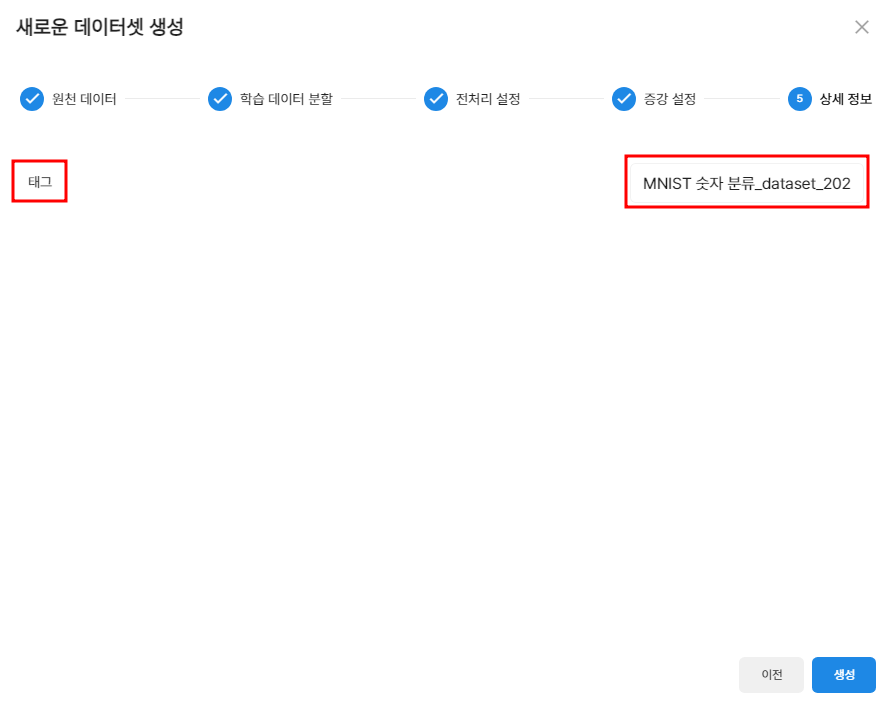 새로운 데이터셋 생성
원천 데이터 학습 데이터 분할 전처리 설정 증강 설정 5 상세 정보
태그 MNIST 숫자 분류_dataset_202
이전 생성